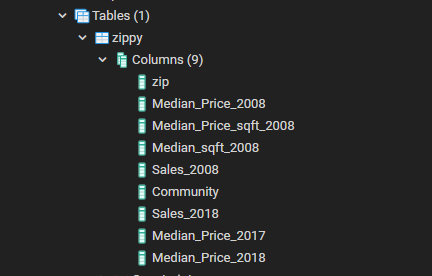 Tables (1)
zippy
Columns (9)
zip
Median_Price_2008
Median_Price_sqft_2008
Median_sqft_2008
Sales_2008
Community
Sales_2018
Median_Price_2017
Median_Price_2018